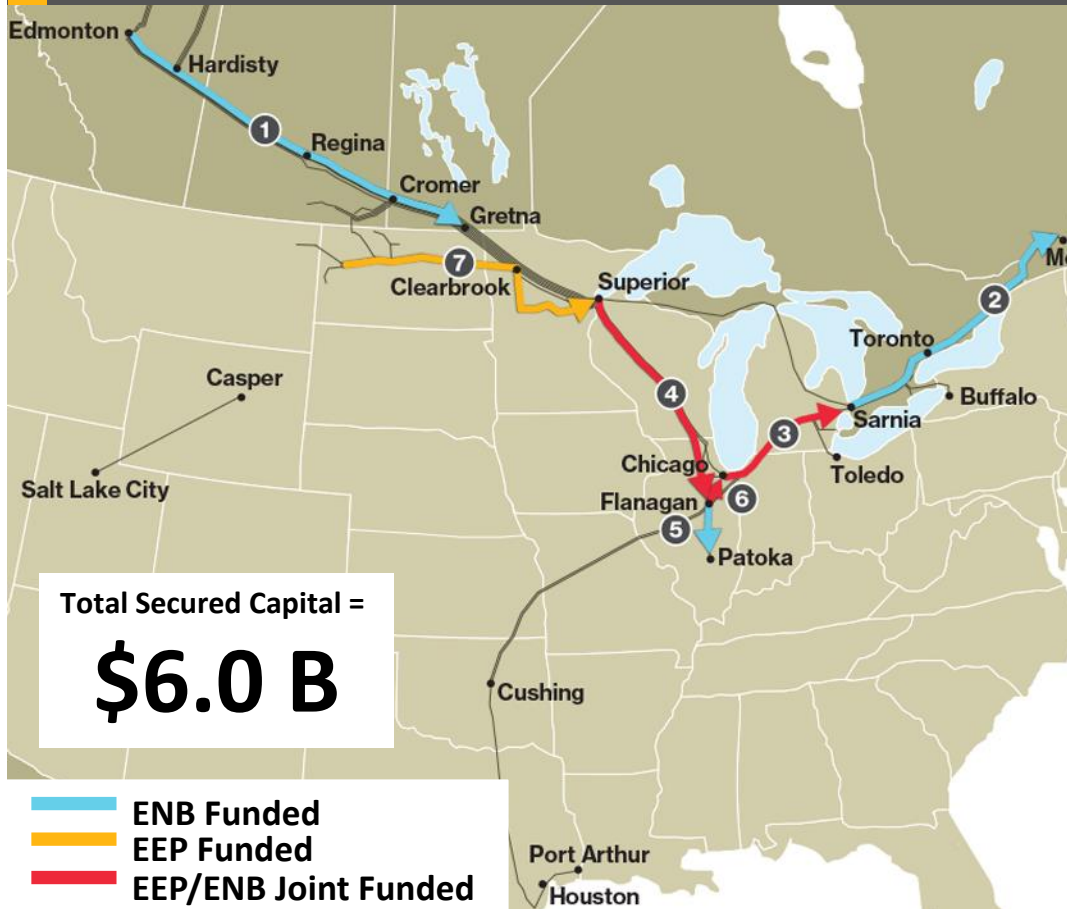 Edmonton
Hardisty
1
Regina
Cromer
Gretna
7
Clearbrook
Superior
2
Toronto
Buffalo
Sarnia
4
3
Casper
Salt Lake City
Chicago
Toledo
6
Flanagan
5
Patoka
Total Secured Capital =
$6.0 B
Cushing
ENB Funded
EEP Funded
EEP/ENB Joint Funded
Port Arthur
Houston